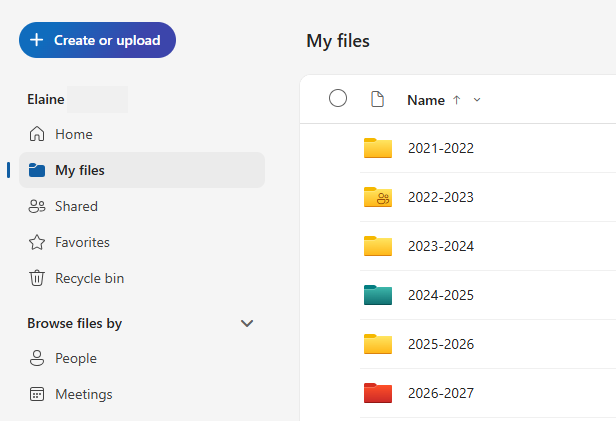 Create or upload
Elaine
Home
My files
Shared
Favorites
Recycle bin
Browse files by
People
Meetings
My files
Name
2021-2022
2022-2023
2023-2024
2024-2025
2025-2026
2026-2027